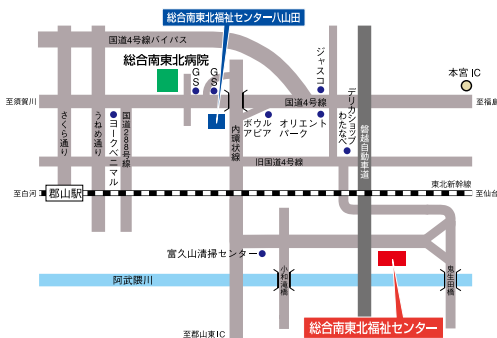 総合南東北福祉センター八山田
国道4号線バイパス
総合南東北病院
GS
GS
ジャスコ
本宮IC
至須賀川
国道4号線
至福島
さくら通り
うねめ通り
ヨークベニマル
国道288号線
内環状線
ボウル
アピア
オリエント
パーク
デリカショップ
わたなべ
磐越自動車道
旧国道4号線
東北新幹線
至白河
郡山駅
至仙台
富久山清掃センター
小和滝橋
鬼生田橋
阿武隈川
総合南東北福祉センター
至郡山東IC